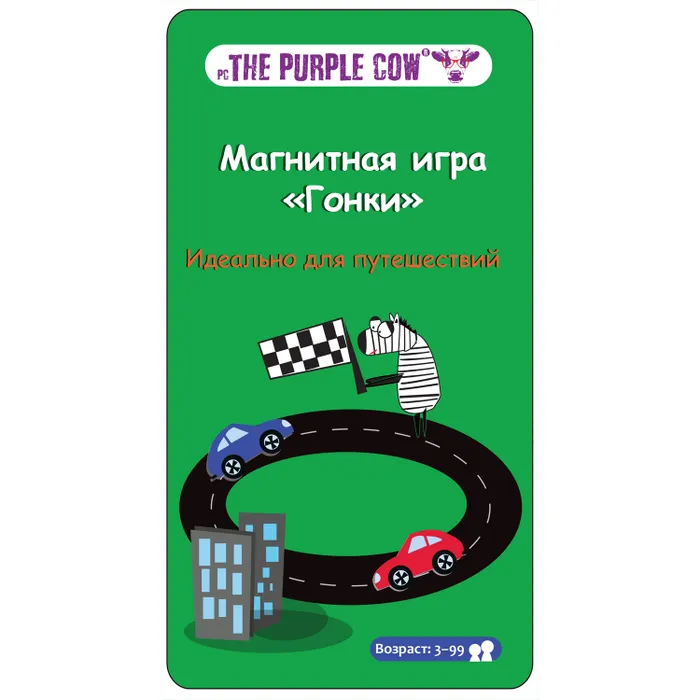 PC THE PURPLE COW®
Магнитная игра
«Гонки»
Идеально для путешествий
Возраст: 3–99